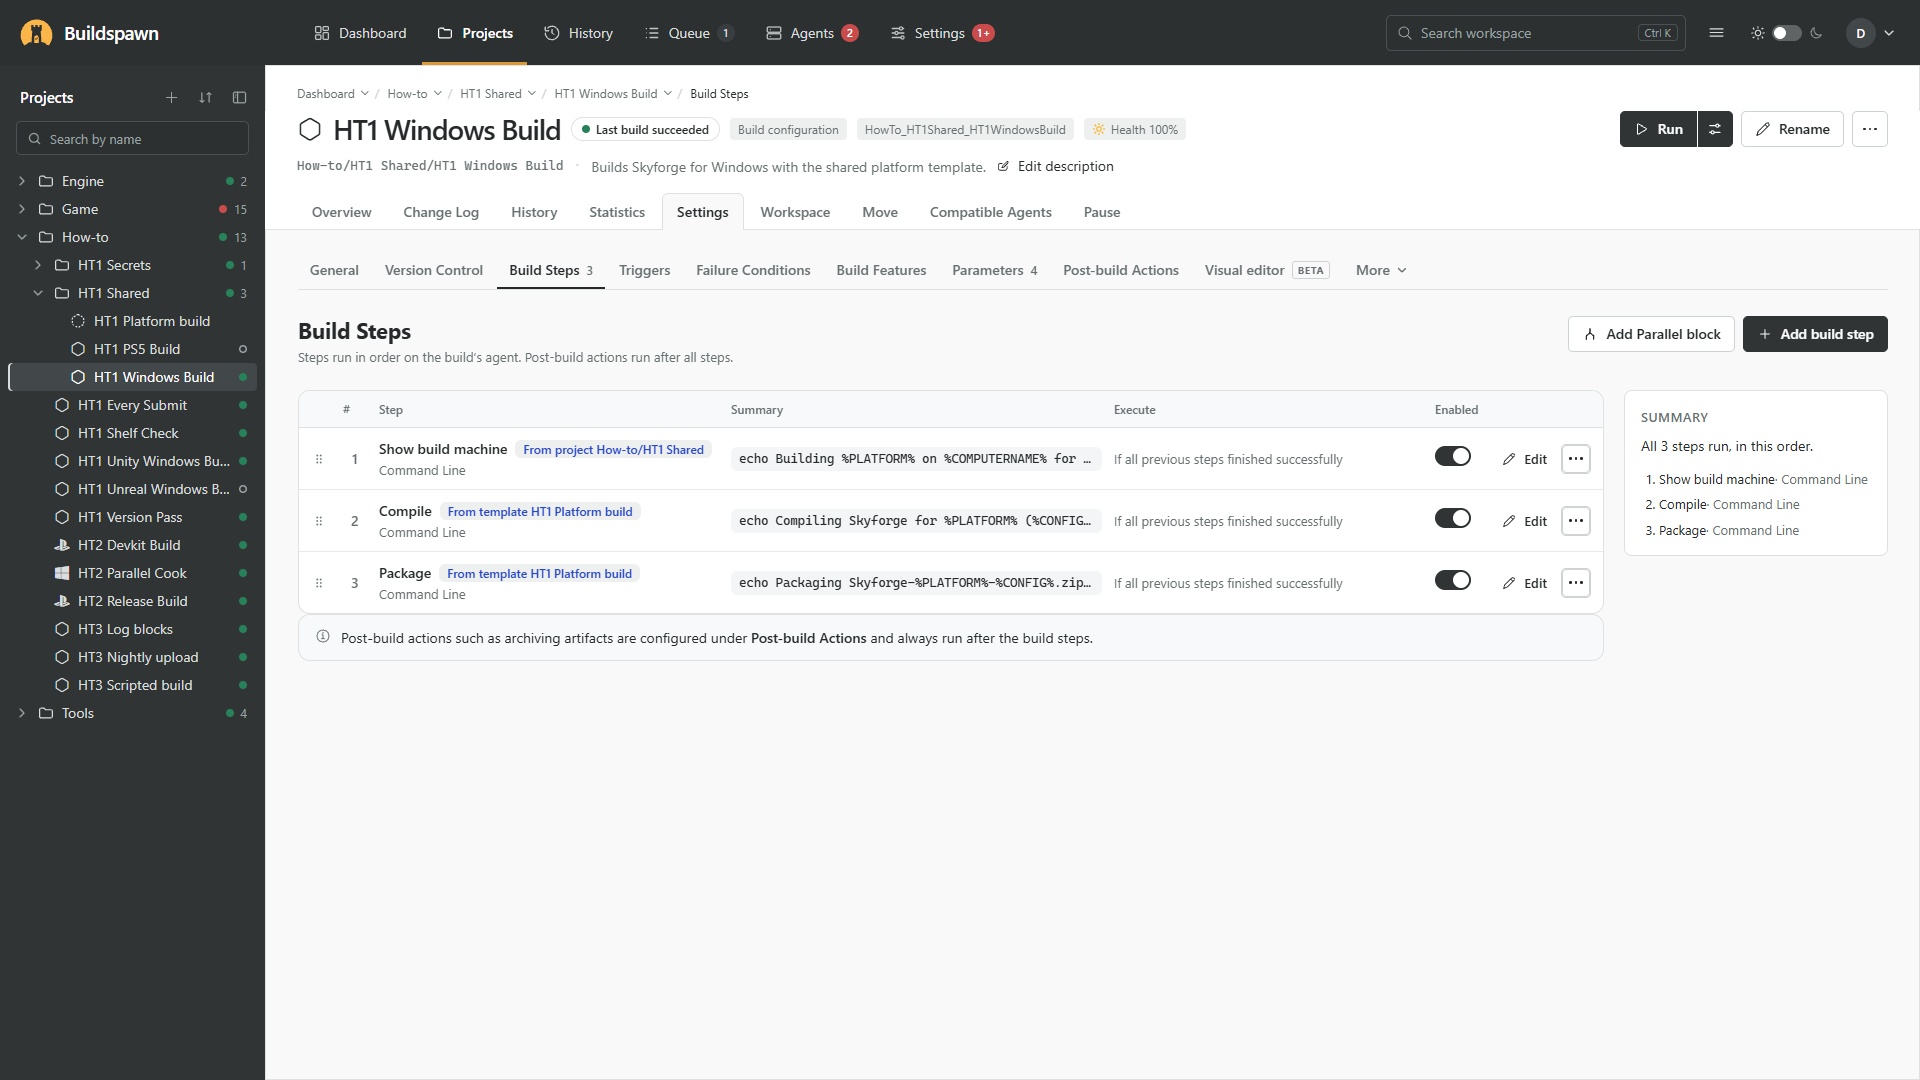 Buildspawn
Dashboard
Projects
History
Queue 1
Agents 2
Settings 1+
Search workspace
Ctrl K
D
Projects
Search by name
Engine 2
Game 15
How-to 13
HT1 Secrets 1
HT1 Shared 3
HT1 Platform build
HT1 PS5 Build
HT1 Windows Build
HT1 Every Submit
HT1 Shelf Check
HT1 Unity Windows Bu...
HT1 Unreal Windows B...
HT1 Version Pass
HT2 Devkit Build
HT2 Parallel Cook
HT2 Release Build
HT3 Log blocks
HT3 Nightly upload
HT3 Scripted build
Tools 4
Dashboard / How-to / HT1 Shared / HT1 Windows Build / Build Steps
HT1 Windows Build
Last build succeeded
Build configuration
HowTo_HT1Shared_HT1WindowsBuild
Health 100%
Run
Rename
How-to/HT1 Shared/HT1 Windows Build · Builds Skyforge for Windows with the shared platform template. Edit description
Overview
Change Log
History
Statistics
Settings
Workspace
Move
Compatible Agents
Pause
General
Version Control
Build Steps 3
Triggers
Failure Conditions
Build Features
Parameters 4
Post-build Actions
Visual editor BETA
More
Build Steps
Steps run in order on the build's agent. Post-build actions run after all steps.
Add Parallel block
Add build step
# Step Summary Execute Enabled
1 Show build machine From project How-to/HT1 Shared
Command Line
echo Building %PLATFORM% on %COMPUTERNAME% for …
If all previous steps finished successfully
Edit
2 Compile From template HT1 Platform build
Command Line
echo Compiling Skyforge for %PLATFORM% (%CONFIG…
If all previous steps finished successfully
Edit
3 Package From template HT1 Platform build
Command Line
echo Packaging Skyforge-%PLATFORM%-%CONFIG%.zip…
If all previous steps finished successfully
Edit
Post-build actions such as archiving artifacts are configured under Post-build Actions and always run after the build steps.
SUMMARY
All 3 steps run, in this order.
1. Show build machine· Command Line
2. Compile· Command Line
3. Package· Command Line